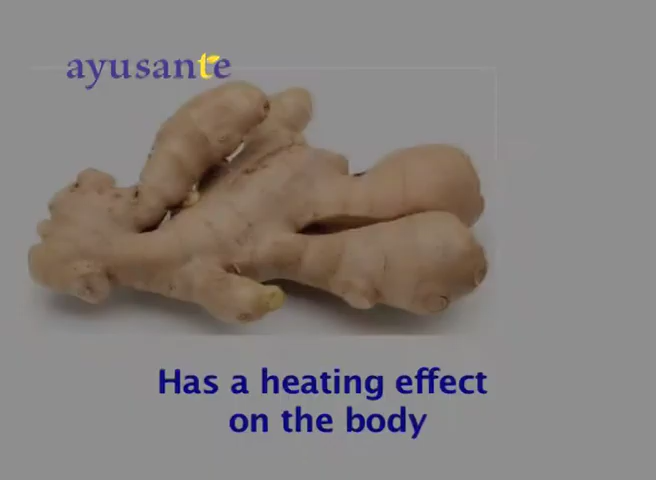 ayusante
Has a heating effect
on the body